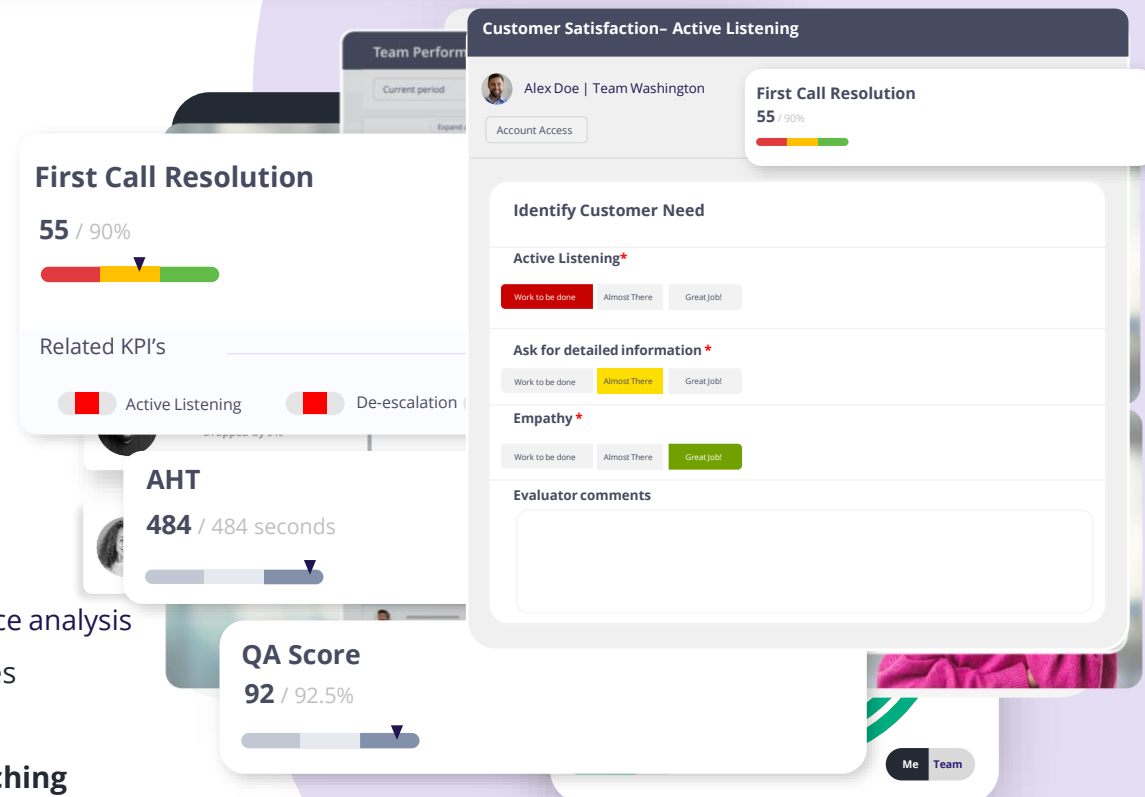 Customer Satisfaction– Active Listening
Team Perform
Current period
Alex Doe | Team Washington
Account Access
First Call Resolution
55 / 90%
First Call Resolution
55 / 90%
Related KPI's
Active Listening
De-escalation
Identify Customer Need
Active Listening*
Work to be done Almost There Great Job!
Ask for detailed information *
Work to be done Almost There Great Job!
Empathy *
Work to be done Almost There Great Job!
Evaluator comments
AHT
484 / 484 seconds
ce analysis
es
QA Score
92 / 92.5%
ching
Me Team